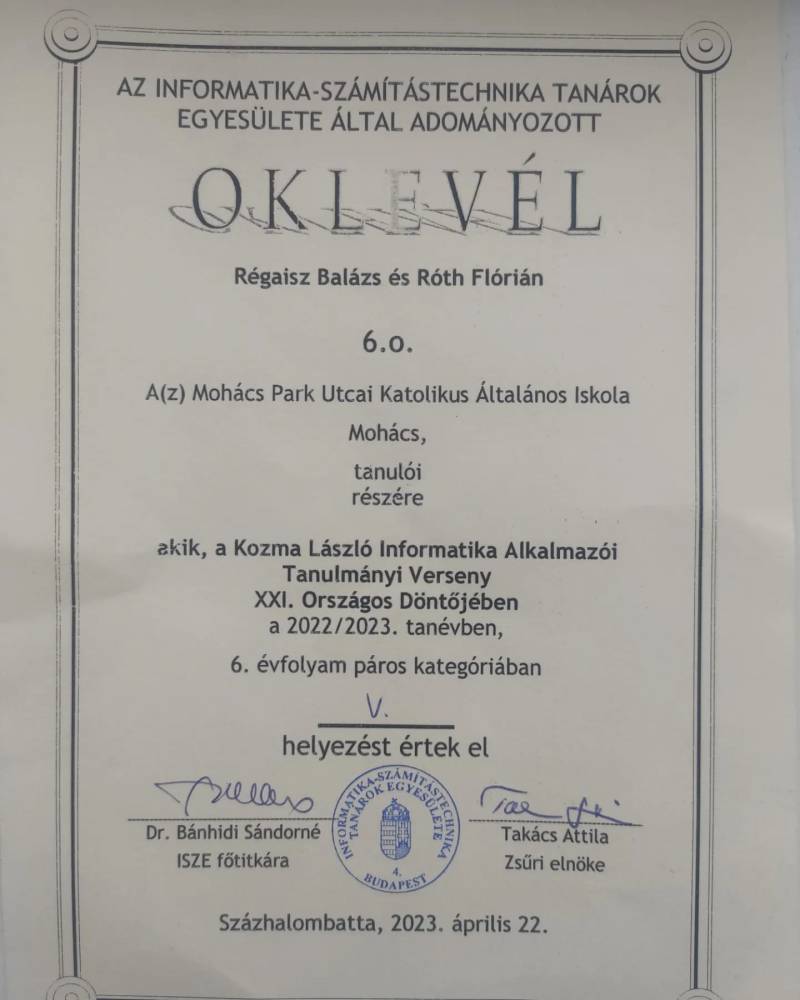 AZ INFORMATIKA-SZÁMÍTÁSTECHNIKA TANÁROK
EGYESÜLETE ÁLTAL ADOMÁNYOZOTT
OKLEVÉL
Régaisz Balázs és Róth Flórián
6.o.
A(z) Mohács Park Utcai Katolikus Általános Iskola
Mohács,
tanulói
részére
akik, a Kozma László Informatika Alkalmazói
Tanulmányi Verseny
XXI. Országos Döntőjében
a 2022/2023. tanévben,
6. évfolyam páros kategóriában
V.
helyezést értek el
INFORMATIKA-SZÁMÍTÁSTECHNIKA
TANÁROK EGYESÜLETE
4.
BUDAPEST
Dr. Bánhidi Sándorné
ISZE főtitkára
Takács Attila
Zsűri elnöke
Százhalombatta, 2023. április 22.